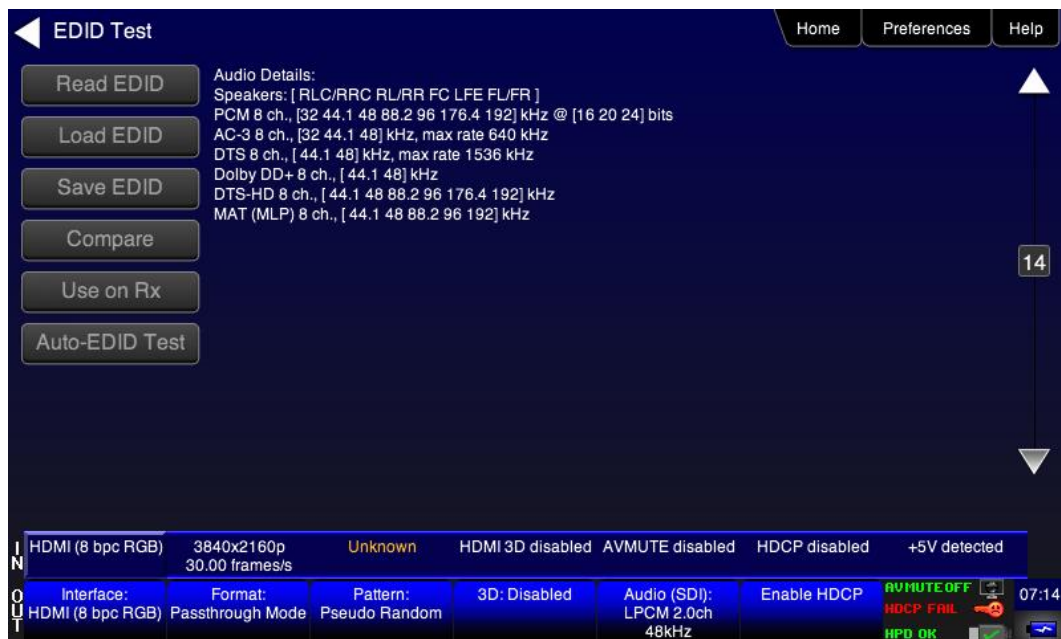 EDID Test
Home
Preferences
Help
Read EDID
Load EDID
Save EDID
Compare
Use on Rx
Auto-EDID Test
Audio Details:
Speakers: [ RLC/RRC RL/RR FC LFE FL/FR ]
PCM 8 ch., [32 44.1 48 88.2 96 176.4 192] kHz @ [16 20 24] bits
AC-3 8 ch., [32 44.1 48] kHz, max rate 640 kHz
DTS 8 ch., [ 44.1 48] kHz, max rate 1536 kHz
Dolby DD+ 8 ch., [ 44.1 48] kHz
DTS-HD 8 ch., [ 44.1 48 88.2 96 176.4 192] kHz
MAT (MLP) 8 ch., [ 44.1 48 88.2 96 192] kHz
14
IN
HDMI (8 bpc RGB)
3840x2160p
30.00 frames/s
Unknown
HDMI 3D disabled
AVMUTE disabled
HDCP disabled
+5V detected
OUT
Interface:
HDMI (8 bpc RGB)
Format:
Passthrough Mode
Pattern:
Pseudo Random
3D: Disabled
Audio (SDI):
LPCM 2.0ch
48kHz
Enable HDCP
AVMUTE OFF
HDCP FAIL
HPD OK
07:14